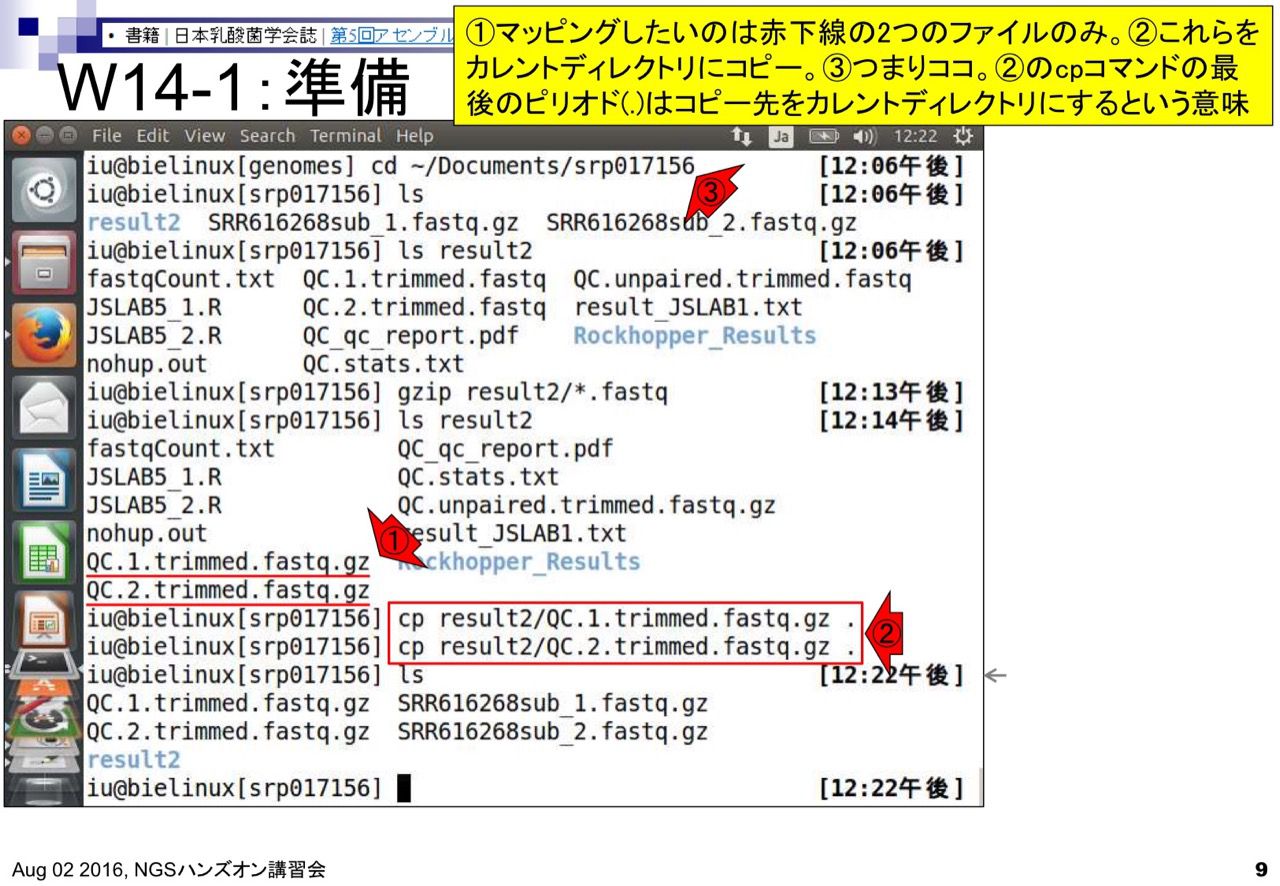 ・ 書籍 | 日本乳酸菌学会誌 | 第5回アセンブル
①マッピングしたいのは赤下線の2つのファイルのみ。②これらを
カレントディレクトリにコピー。③つまりココ。②のcpコマンドの最
後のピリオド(.)はコピー先をカレントディレクトリにするという意味
W14-1：準備
File Edit View Search Terminal Help Ja 12:22
iu@bielinux[genomes] cd ~/Documents/srp017156 [12:06午後]
iu@bielinux[srp017156] ls [12:06午後]
③
result2 SRR616268sub_1.fastq.gz SRR616268sub_2.fastq.gz
iu@bielinux[srp017156] ls result2 [12:06午後]
fastqCount.txt QC.1.trimmed.fastq QC.unpaired.trimmed.fastq
JSLAB5_1.R QC.2.trimmed.fastq result_JSLAB1.txt
JSLAB5_2.R QC_qc_report.pdf Rockhopper_Results
nohup.out QC.stats.txt
iu@bielinux[srp017156] gzip result2/*.fastq [12:13午後]
iu@bielinux[srp017156] ls result2 [12:14午後]
fastqCount.txt QC_qc_report.pdf
JSLAB5_1.R QC.stats.txt
JSLAB5_2.R QC.unpaired.trimmed.fastq.gz
nohup.out result_JSLAB1.txt
①
QC.1.trimmed.fastq.gz Rockhopper_Results
QC.2.trimmed.fastq.gz
iu@bielinux[srp017156] cp result2/QC.1.trimmed.fastq.gz .
②
iu@bielinux[srp017156] cp result2/QC.2.trimmed.fastq.gz .
iu@bielinux[srp017156] ls [12:22午後] ←
QC.1.trimmed.fastq.gz SRR616268sub_1.fastq.gz
QC.2.trimmed.fastq.gz SRR616268sub_2.fastq.gz
result2
iu@bielinux[srp017156] [12:22午後]
Aug 02 2016, NGSハンズオン講習会
9